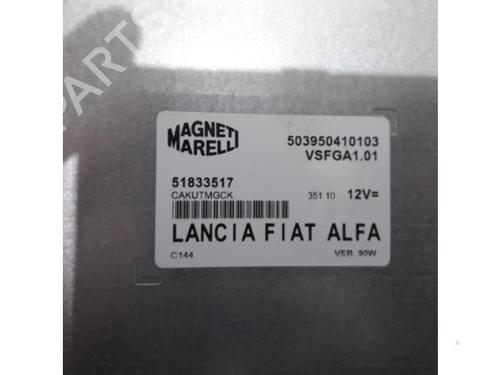 PARTS
MAGNETI
MARELLI
503950410103
VSFGA1.01
51833517
CAKUTMGCK
351 10 12V=
LANCIA FIAT ALFA
C144
VER. 90W